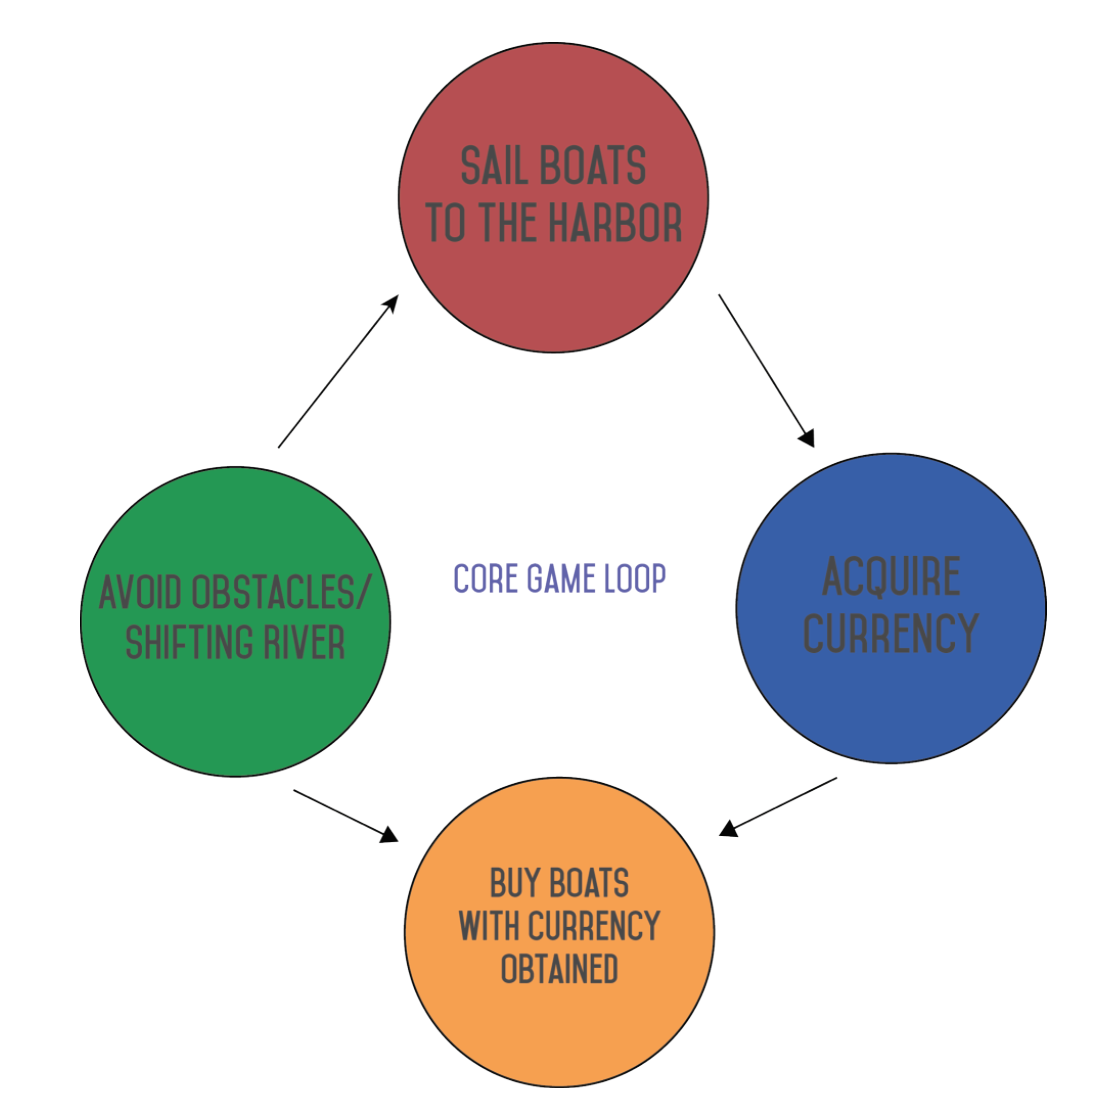 SAIL BOATS
TO THE HARBOR
AVOID OBSTACLES/
SHIFTING RIVER
CORE GAME LOOP
ACQUIRE
CURRENCY
BUY BOATS
WITH CURRENCY
OBTAINED